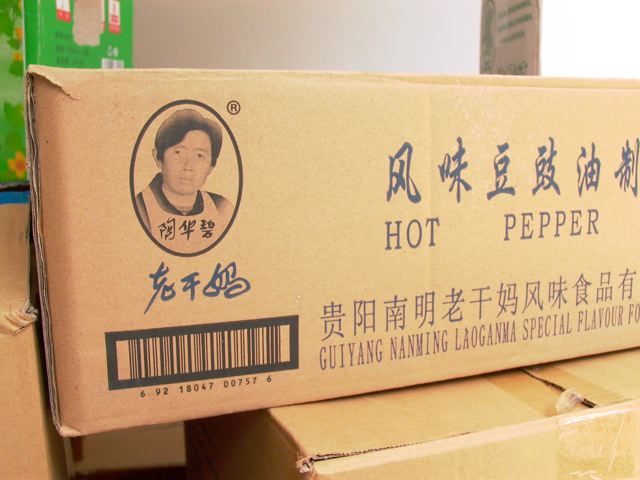 ®
陶华碧
老干妈
风味豆豉油制
HOT PEPPER
贵阳南明老干妈风味食品有
GUIYANG NANMING LAOGANMA SPECIAL FLAVOUR FO
6 92 18047 00757 6